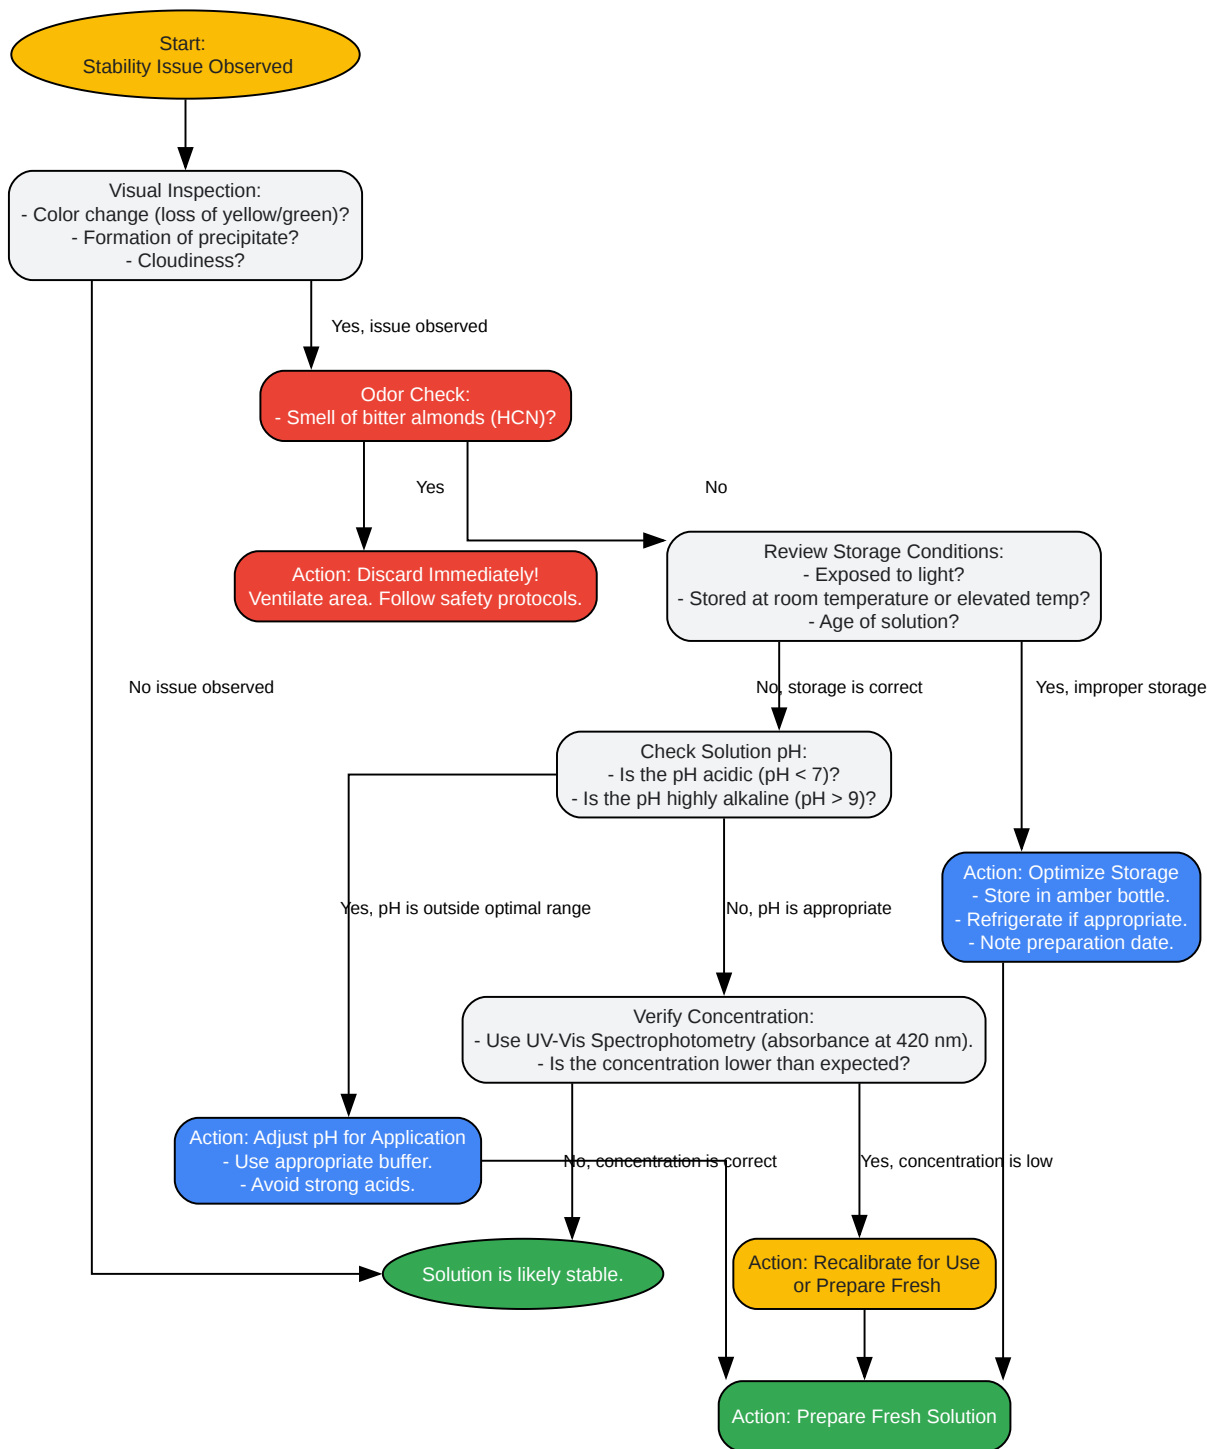 Start:
Stability Issue Observed
Visual Inspection:
- Color change (loss of yellow/green)?
- Formation of precipitate?
- Cloudiness?
Yes, issue observed
Odor Check:
- Smell of bitter almonds (HCN)?
Yes
No
Action: Discard Immediately!
Ventilate area. Follow safety protocols.
Review Storage Conditions:
- Exposed to light?
- Stored at room temperature or elevated temp?
- Age of solution?
No issue observed
No, storage is correct
Yes, improper storage
Check Solution pH:
- Is the pH acidic (pH < 7)?
- Is the pH highly alkaline (pH > 9)?
Action: Optimize Storage
- Store in amber bottle.
- Refrigerate if appropriate.
- Note preparation date.
Yes, pH is outside optimal range
No, pH is appropriate
Verify Concentration:
- Use UV-Vis Spectrophotometry (absorbance at 420 nm).
- Is the concentration lower than expected?
Action: Adjust pH for Application
- Use appropriate buffer.
- Avoid strong acids.
No, concentration is correct
Yes, concentration is low
Solution is likely stable.
Action: Recalibrate for Use
or Prepare Fresh
Action: Prepare Fresh Solution